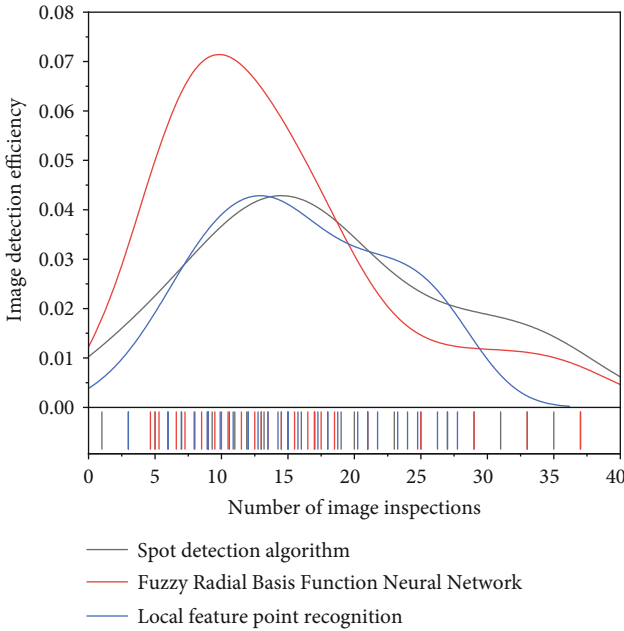 0.08
0.07
0.06
0.05
0.04
0.03
0.02
0.01
0.00
Image detection efficiency
0 5 10 15 20 25 30 35 40
Number of image inspections
Spot detection algorithm
Fuzzy Radial Basis Function Neural Network
Local feature point recognition